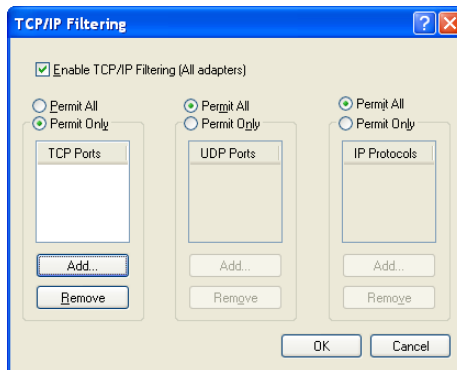 TCP/IP Filtering
Enable TCP/IP Filtering (All adapters)
Permit All
Permit Only
TCP Ports
Add...
Remove
Permit All
Permit Only
UDP Ports
Add...
Remove
Permit All
Permit Only
IP Protocols
Add...
Remove
OK
Cancel